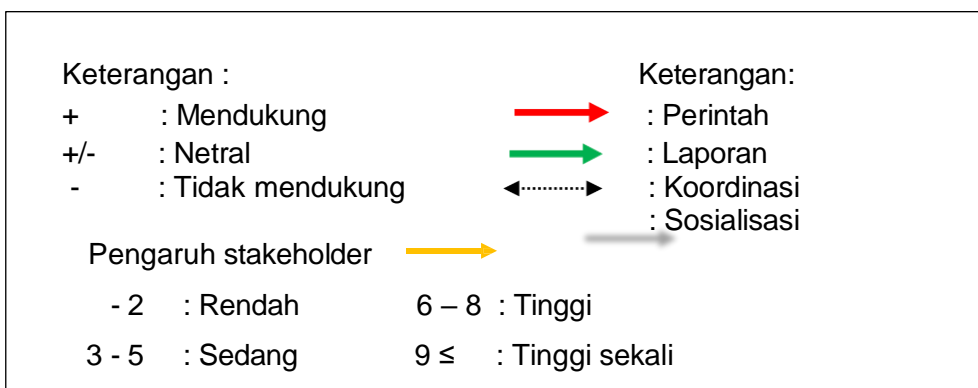 Keterangan : Keterangan:
+ : Mendukung : Perintah
+/- : Netral : Laporan
- : Tidak mendukung : Koordinasi
: Sosialisasi
Pengaruh stakeholder
- 2 : Rendah 6 – 8 : Tinggi
3 - 5 : Sedang 9 ≤ : Tinggi sekali